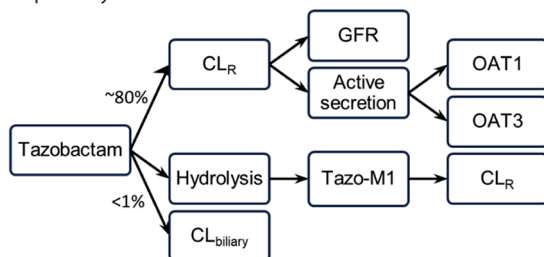 GFR
CL_R
OAT1
~80%
Active
secretion
OAT3
Tazobactam
Hydrolysis
Tazo-M1
CL_R
<1%
CL_biliary